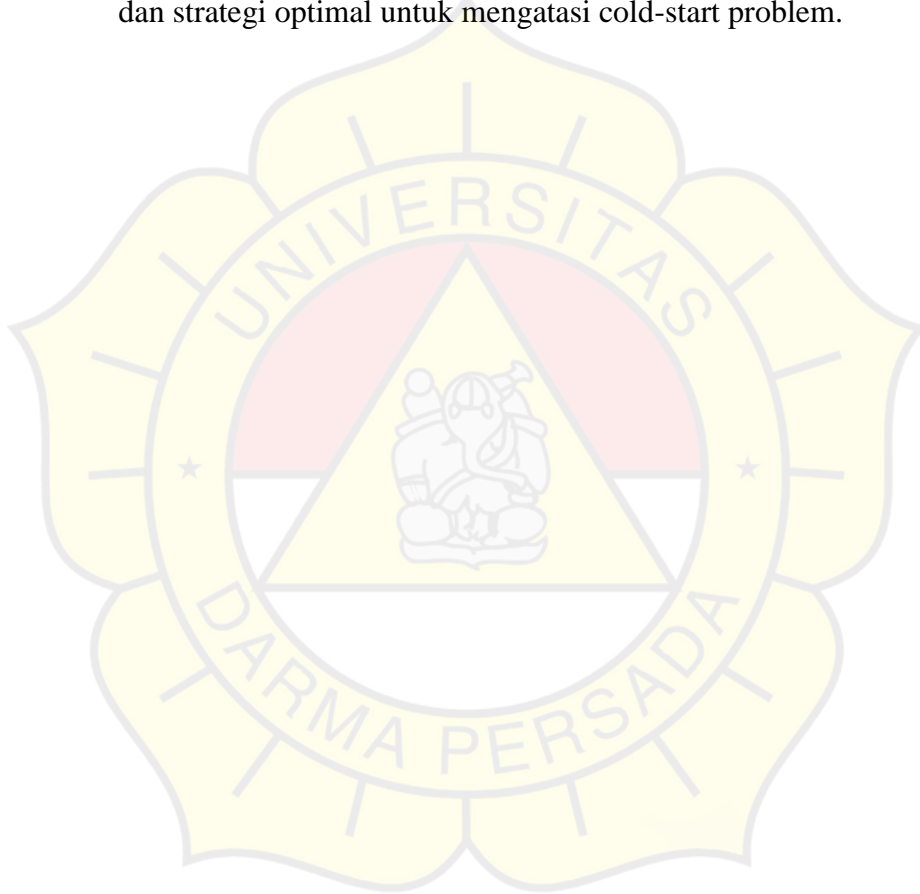 dan strategi optimal untuk mengatasi cold-start problem.
UNIVERSITAS
DARMA PERSADA